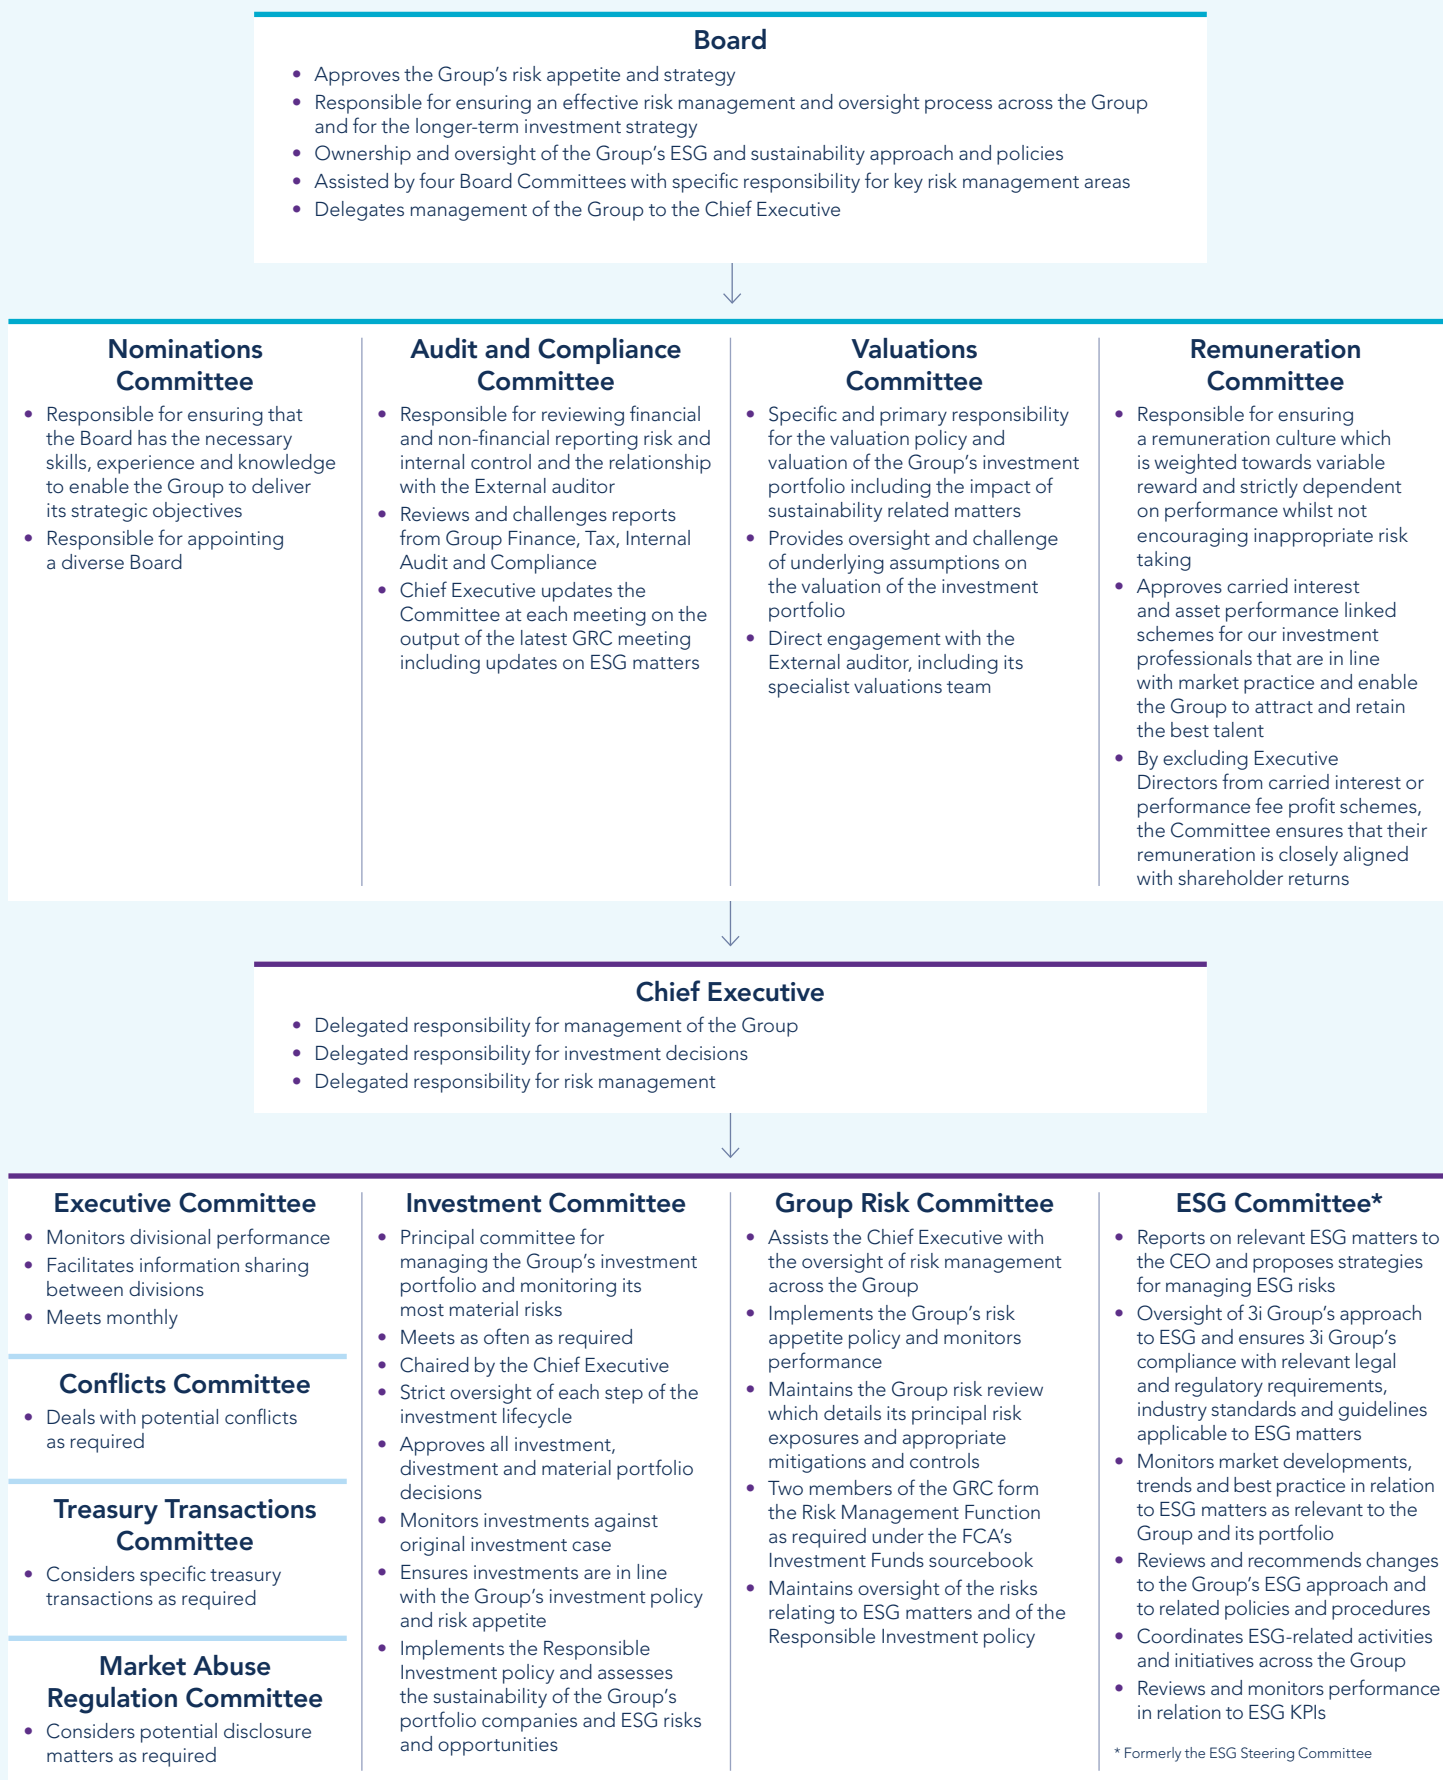 Board
• Approves the Group’s risk appetite and strategy
• Responsible for ensuring an effective risk management and oversight process across the Group
and for the longer-term investment strategy
• Ownership and oversight of the Group’s ESG and sustainability approach and policies
• Assisted by four Board Committees with specific responsibility for key risk management areas
• Delegates management of the Group to the Chief Executive
Nominations
Committee
• Responsible for ensuring that
the Board has the necessary
skills, experience and knowledge
to enable the Group to deliver
its strategic objectives
• Responsible for appointing
a diverse Board
Audit and Compliance
Committee
• Responsible for reviewing financial
and non-financial reporting risk and
internal control and the relationship
with the External auditor
• Reviews and challenges reports
from Group Finance, Tax, Internal
Audit and Compliance
• Chief Executive updates the
Committee at each meeting on the
output of the latest GRC meeting
including updates on ESG matters
Valuations
Committee
• Specific and primary responsibility
for the valuation policy and
valuation of the Group’s investment
portfolio including the impact of
sustainability related matters
• Provides oversight and challenge
of underlying assumptions on
the valuation of the investment
portfolio
• Direct engagement with the
External auditor, including its
specialist valuations team
Remuneration
Committee
• Responsible for ensuring
a remuneration culture which
is weighted towards variable
reward and strictly dependent
on performance whilst not
encouraging inappropriate risk
taking
• Approves carried interest
and asset performance linked
schemes for our investment
professionals that are in line
with market practice and enable
the Group to attract and retain
the best talent
• By excluding Executive
Directors from carried interest or
performance fee profit schemes,
the Committee ensures that their
remuneration is closely aligned
with shareholder returns
Chief Executive
• Delegated responsibility for management of the Group
• Delegated responsibility for investment decisions
• Delegated responsibility for risk management
Executive Committee
• Monitors divisional performance
• Facilitates information sharing
between divisions
• Meets monthly
Conflicts Committee
• Deals with potential conflicts
as required
Treasury Transactions
Committee
• Considers specific treasury
transactions as required
Market Abuse
Regulation Committee
• Considers potential disclosure
matters as required
Investment Committee
• Principal committee for
managing the Group’s investment
portfolio and monitoring its
most material risks
• Meets as often as required
• Chaired by the Chief Executive
• Strict oversight of each step of the
investment lifecycle
• Approves all investment,
divestment and material portfolio
decisions
• Monitors investments against
original investment case
• Ensures investments are in line
with the Group’s investment policy
and risk appetite
• Implements the Responsible
Investment policy and assesses
the sustainability of the Group’s
portfolio companies and ESG risks
and opportunities
Group Risk Committee
• Assists the Chief Executive with
the oversight of risk management
across the Group
• Implements the Group’s risk
appetite policy and monitors
performance
• Maintains the Group risk review
which details its principal risk
exposures and appropriate
mitigations and controls
• Two members of the GRC form
the Risk Management Function
as required under the FCA’s
Investment Funds sourcebook
• Maintains oversight of the risks
relating to ESG matters and of the
Responsible Investment policy
ESG Committee*
• Reports on relevant ESG matters to
the CEO and proposes strategies
for managing ESG risks
• Oversight of 3i Group’s approach
to ESG and ensures 3i Group’s
compliance with relevant legal
and regulatory requirements,
industry standards and guidelines
applicable to ESG matters
• Monitors market developments,
trends and best practice in relation
to ESG matters as relevant to the
Group and its portfolio
• Reviews and recommends changes
to the Group’s ESG approach and
to related policies and procedures
• Coordinates ESG-related activities
and initiatives across the Group
• Reviews and monitors performance
in relation to ESG KPIs
* Formerly the ESG Steering Committee